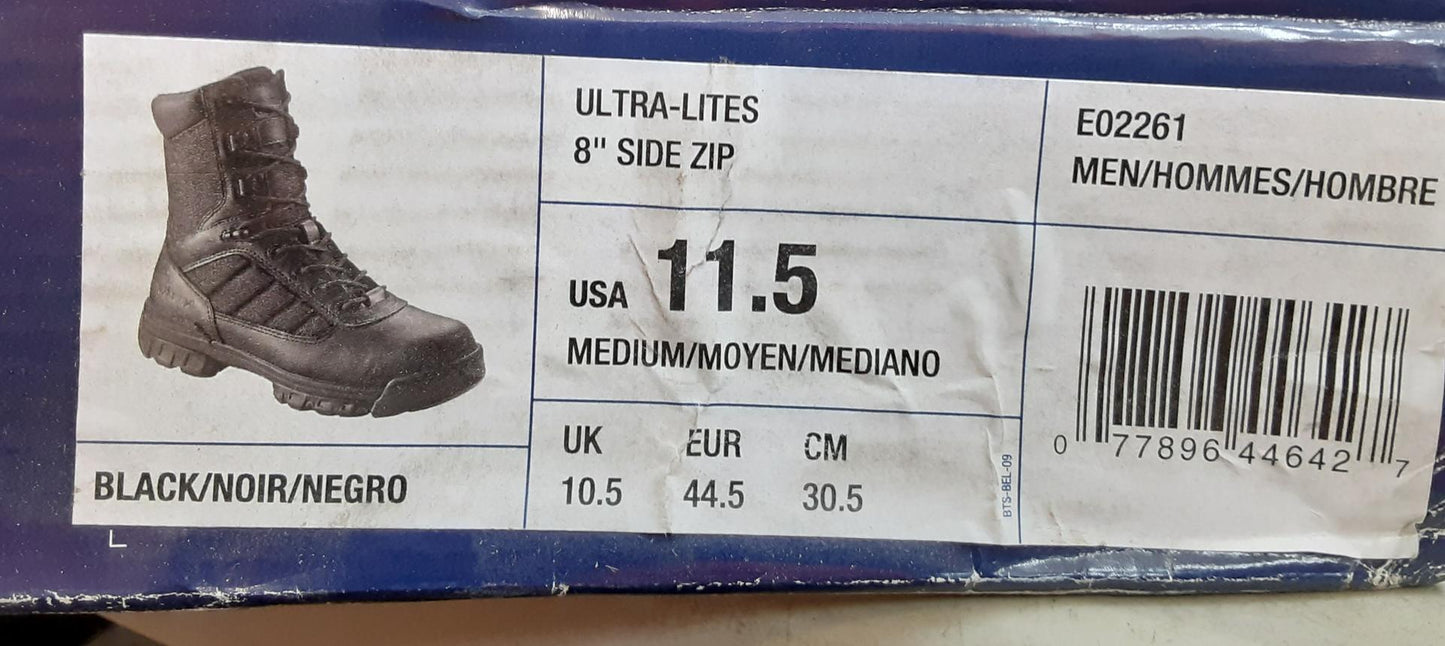 ULTRA-LITES
8" SIDE ZIP
E02261
MEN/HOMMES/HOMBRE
USA 11.5
MEDIUM/MOYEN/MEDIANO
UK EUR CM
10.5 44.5 30.5
BTS-BEL-09
0 77896 44642 7
BLACK/NOIR/NEGRO